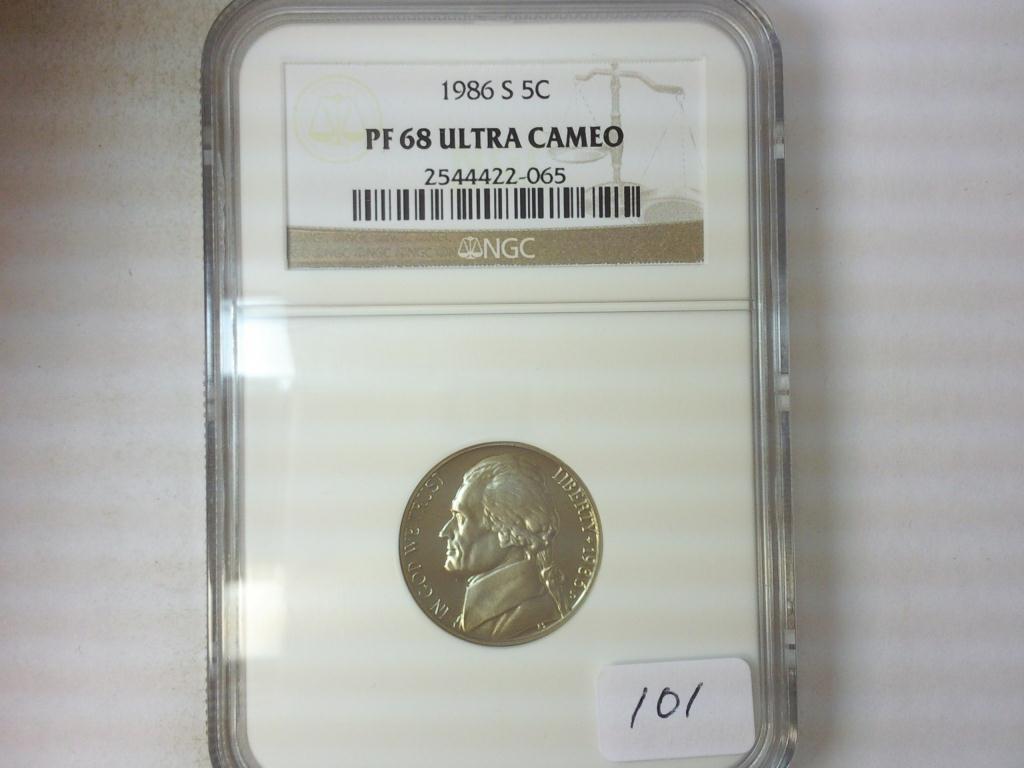 1986 S 5C
PF 68 ULTRA CAMEO
2544422-065
NGC
IN GOD WE TRUST
LIBERTY
101